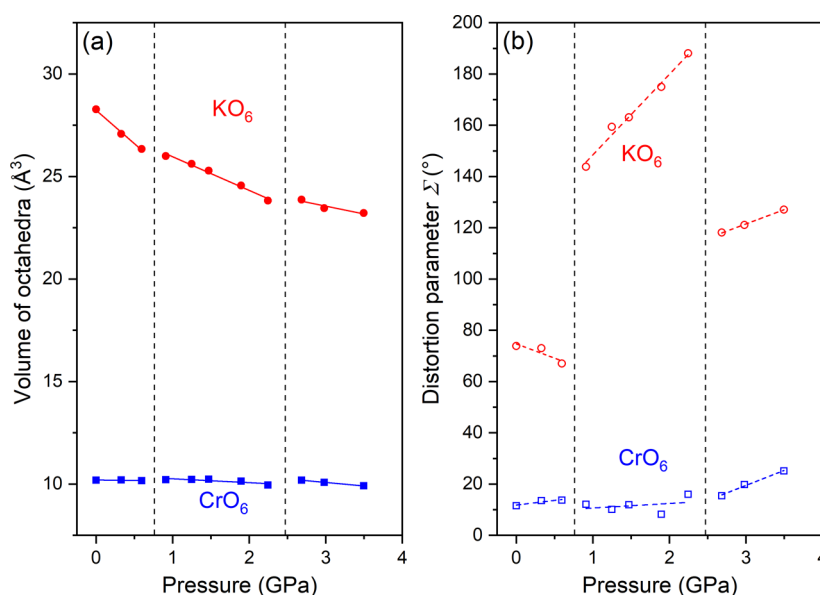 (a)
KO₆
CrO₆
Volume of octahedra (Å³)
30
25
20
15
10
0 1 2 3 4
Pressure (GPa)
(b)
KO₆
CrO₆
Distortion parameter Σ (°)
200
180
160
140
120
100
80
60
40
20
0
0 1 2 3 4
Pressure (GPa)